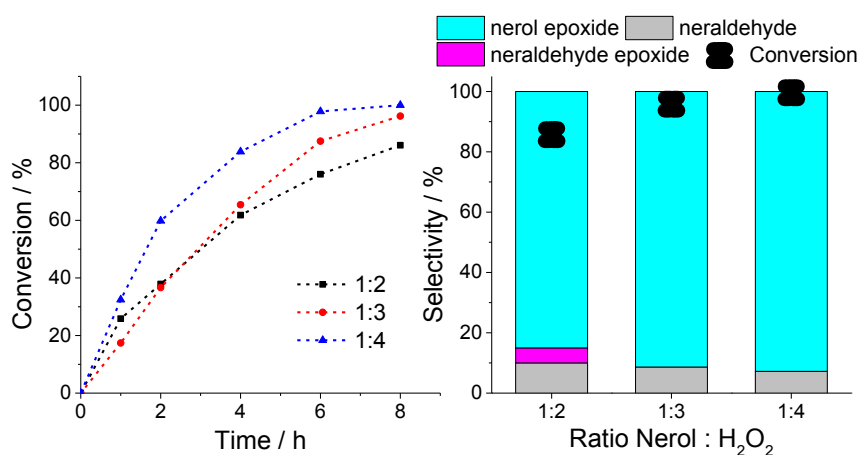 nerol epoxide neraldehyde
neraldehyde epoxide Conversion
Conversion / %
100
80
60
40
20
0
1:2
1:3
1:4
0 2 4 6 8
Time / h
Selectivity / %
100
80
60
40
20
0
1:2 1:3 1:4
Ratio Nerol : H₂O₂